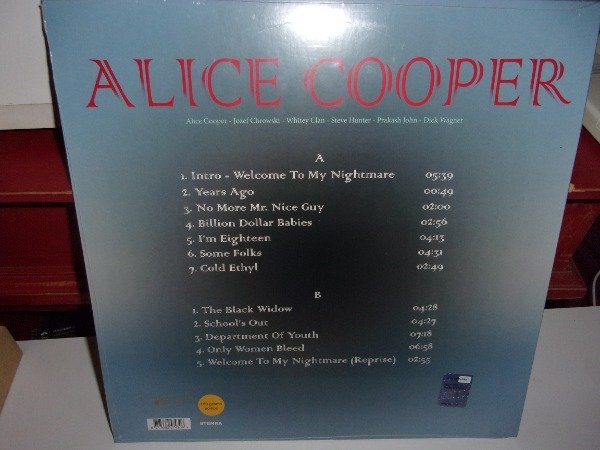 ALICE COOPER
Alice Cooper - Jozef Chrowski - Whitey Glan - Steve Hunter - Prakash John - Dick Wagner
A
1. Intro - Welcome To My Nightmare 05:39
2. Years Ago 00:49
3. No More Mr. Nice Guy 02:00
4. Billion Dollar Babies 02:56
5. I'm Eighteen 04:13
6. Some Folks 04:31
7. Cold Ethyl 02:49
B
1. The Black Widow 04:28
2. School's Out 04:27
3. Department Of Youth 07:18
4. Only Women Bleed 06:58
5. Welcome To My Nightmare (Reprise) 02:55